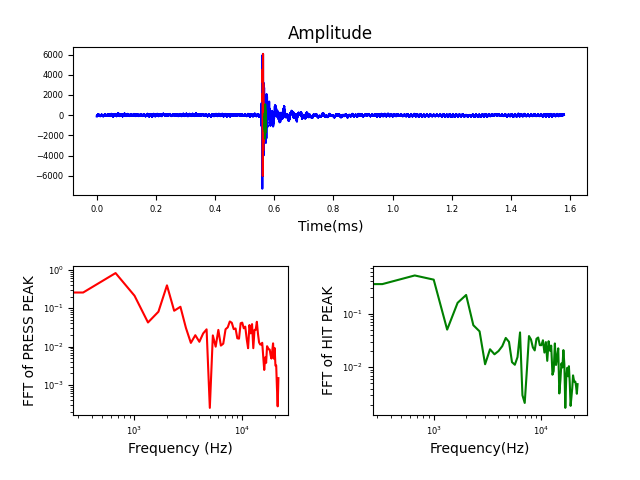 Amplitude
6000
4000
2000
0
−2000
−4000
−6000
0.0 0.2 0.4 0.6 0.8 1.0 1.2 1.4 1.6
Time(ms)
FFT of PRESS PEAK
10⁰
10⁻¹
10⁻²
10⁻³
10³ 10⁴
Frequency (Hz)
FFT of HIT PEAK
10⁻¹
10⁻²
10³ 10⁴
Frequency(Hz)